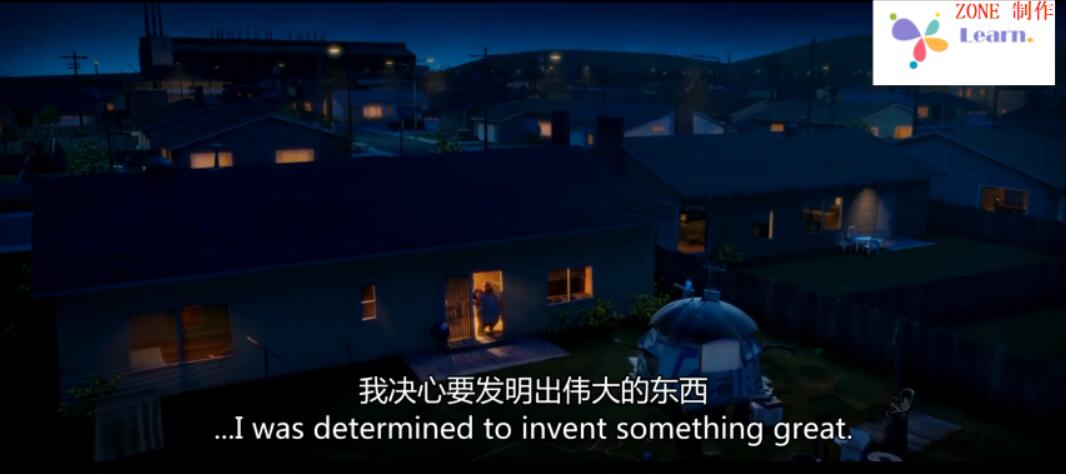 ZONE 制作
Learn.
我决心要发明出伟大的东西
...I was determined to invent something great.